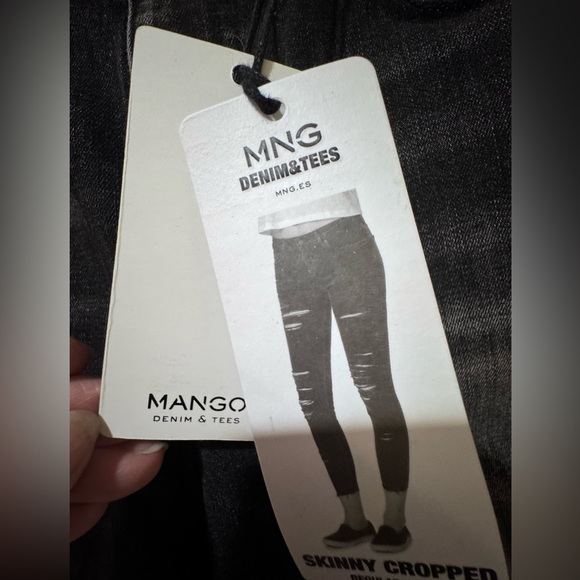 MNG
DENIM&TEES
MNG.ES
MANGO
DENIM & TEES
SKINNY CROPPED